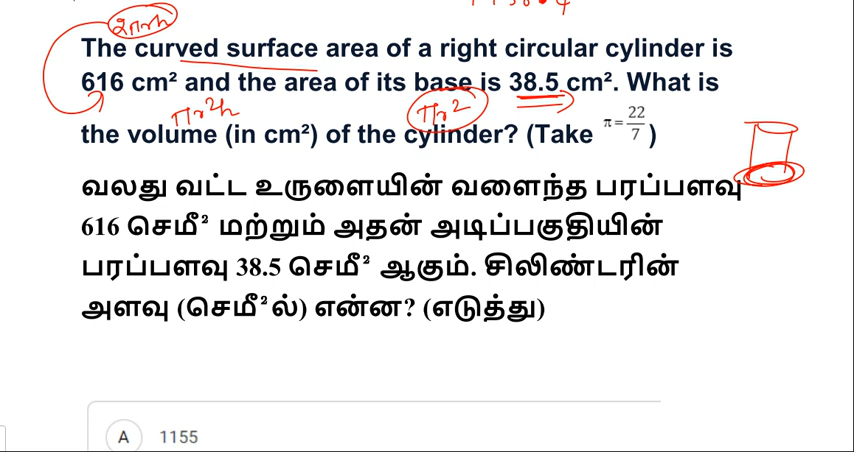 2πrh
The curved surface area of a right circular cylinder is
616 cm² and the area of its base is 38.5 cm². What is
πr²h πr²
the volume (in cm²) of the cylinder? (Take π = 22/7)
வலது வட்ட உருளையின் வளைந்த பரப்பளவு
616 செமீ² மற்றும் அதன் அடிப்பகுதியின்
பரப்பளவு 38.5 செமீ² ஆகும். சிலிண்டரின்
அளவு (செமீ²ல்) என்ன? (எடுத்து)
A 1155